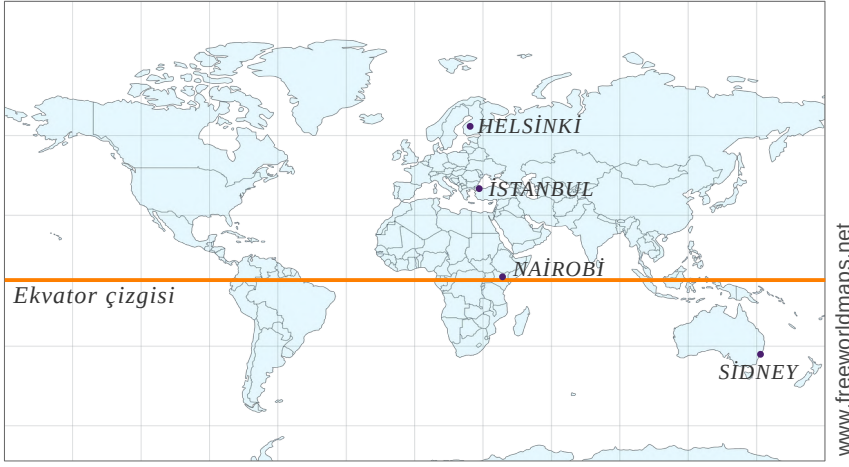 HELSİNKİ
İSTANBUL
NAİROBİ
Ekvator çizgisi
SİDNEY
www.freeworldmaps.net